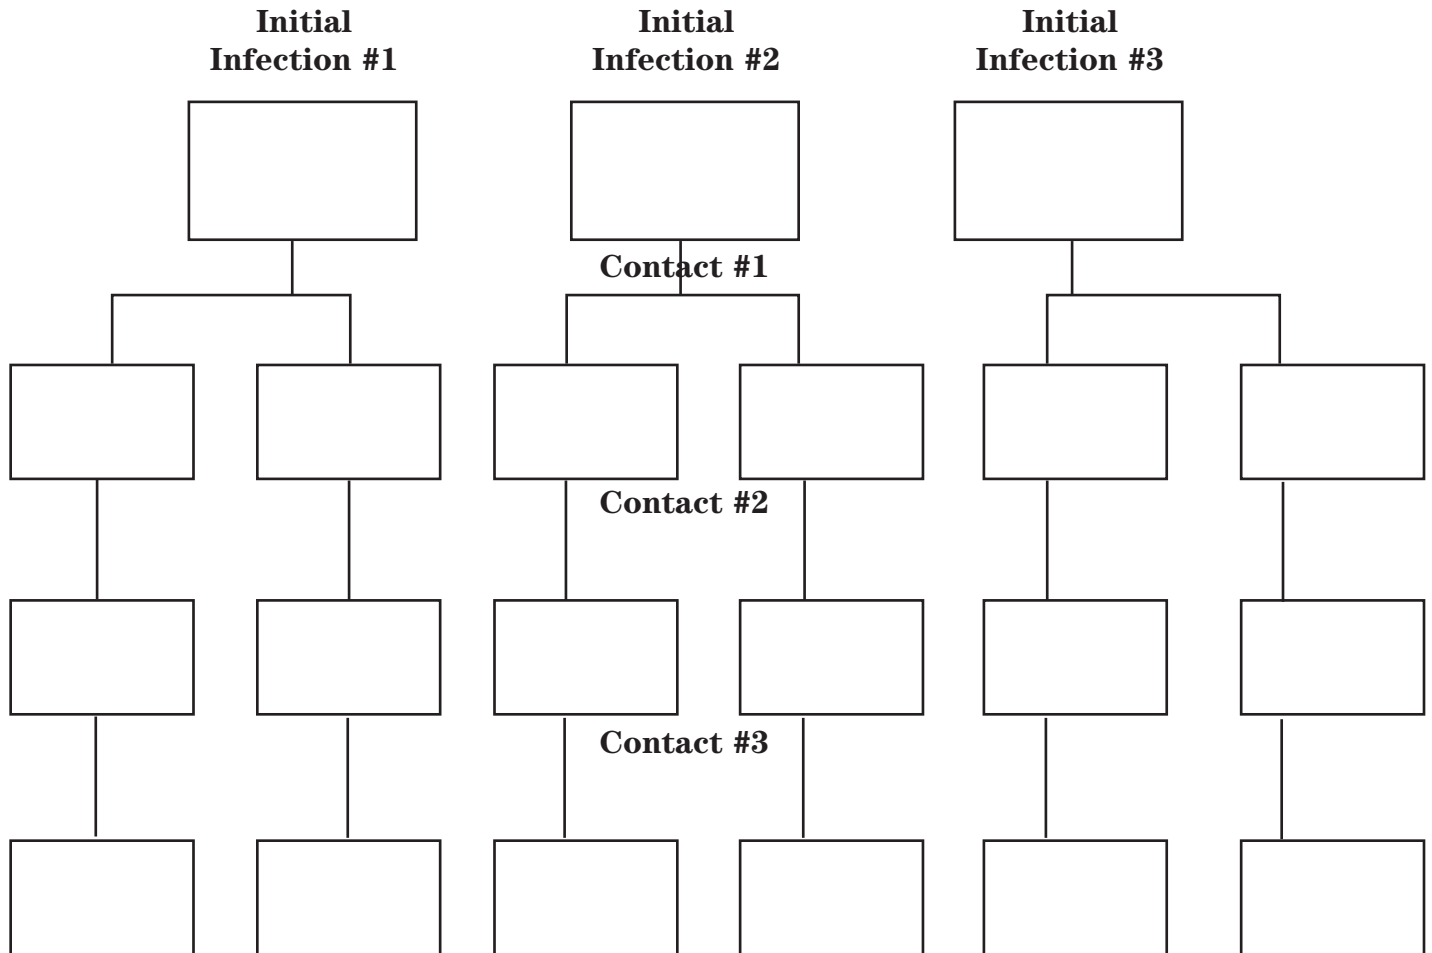 Initial
Infection #1
Initial
Infection #2
Initial
Infection #3
Contact #1
Contact #2
Contact #3